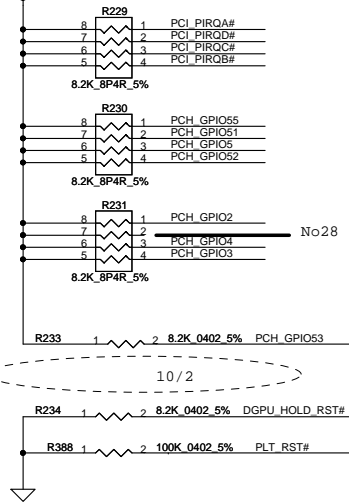 R229
8 1 PCI_PIRQA#
7 2 PCI_PIRQD#
6 3 PCI_PIRQC#
5 4 PCI_PIRQB#
8.2K_8P4R_5%
R230
8 1 PCH_GPIO55
7 2 PCH_GPIO51
6 3 PCH_GPIO5
5 4 PCH_GPIO52
8.2K_8P4R_5%
R231
8 1 PCH_GPIO2
7 2 No28
6 3 PCH_GPIO4
5 4 PCH_GPIO3
8.2K_8P4R_5%
R233 1 2 8.2K_0402_5% PCH_GPIO53
10/2
R234 1 2 8.2K_0402_5% DGPU_HOLD_RST#
R388 1 2 100K_0402_5% PLT_RST#